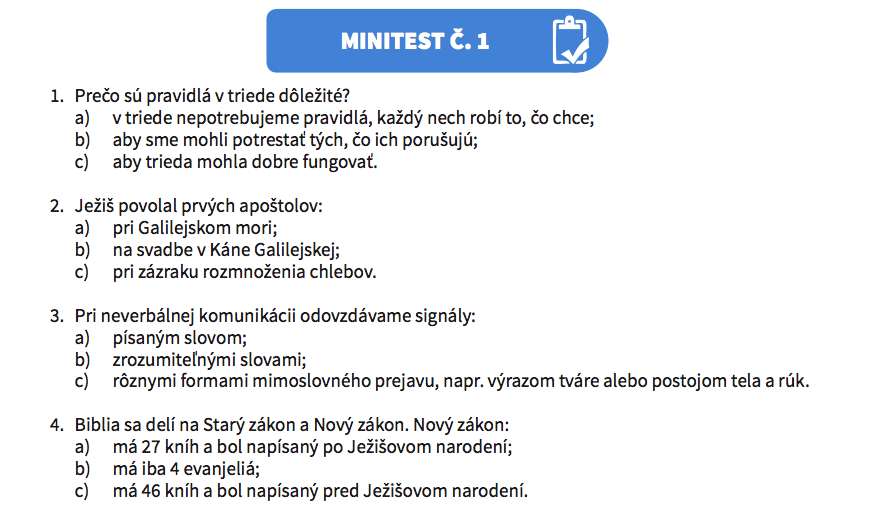 MINITEST Č. 1
1. Prečo sú pravidlá v triede dôležité?
a) v triede nepotrebujeme pravidlá, každý nech robí to, čo chce;
b) aby sme mohli potrestať tých, čo ich porušujú;
c) aby trieda mohla dobre fungovať.
2. Ježiš povolal prvých apoštolov:
a) pri Galilejskom mori;
b) na svadbe v Káne Galilejskej;
c) pri zázraku rozmnoženia chlebov.
3. Pri neverbálnej komunikácii odovzdávame signály:
a) písaným slovom;
b) zrozumiteľnými slovami;
c) rôznymi formami mimoslovného prejavu, napr. výrazom tváre alebo postojom tela a rúk.
4. Biblia sa delí na Starý zákon a Nový zákon. Nový zákon:
a) má 27 kníh a bol napísaný po Ježišovom narodení;
b) má iba 4 evanjeliá;
c) má 46 kníh a bol napísaný pred Ježišovom narodení.